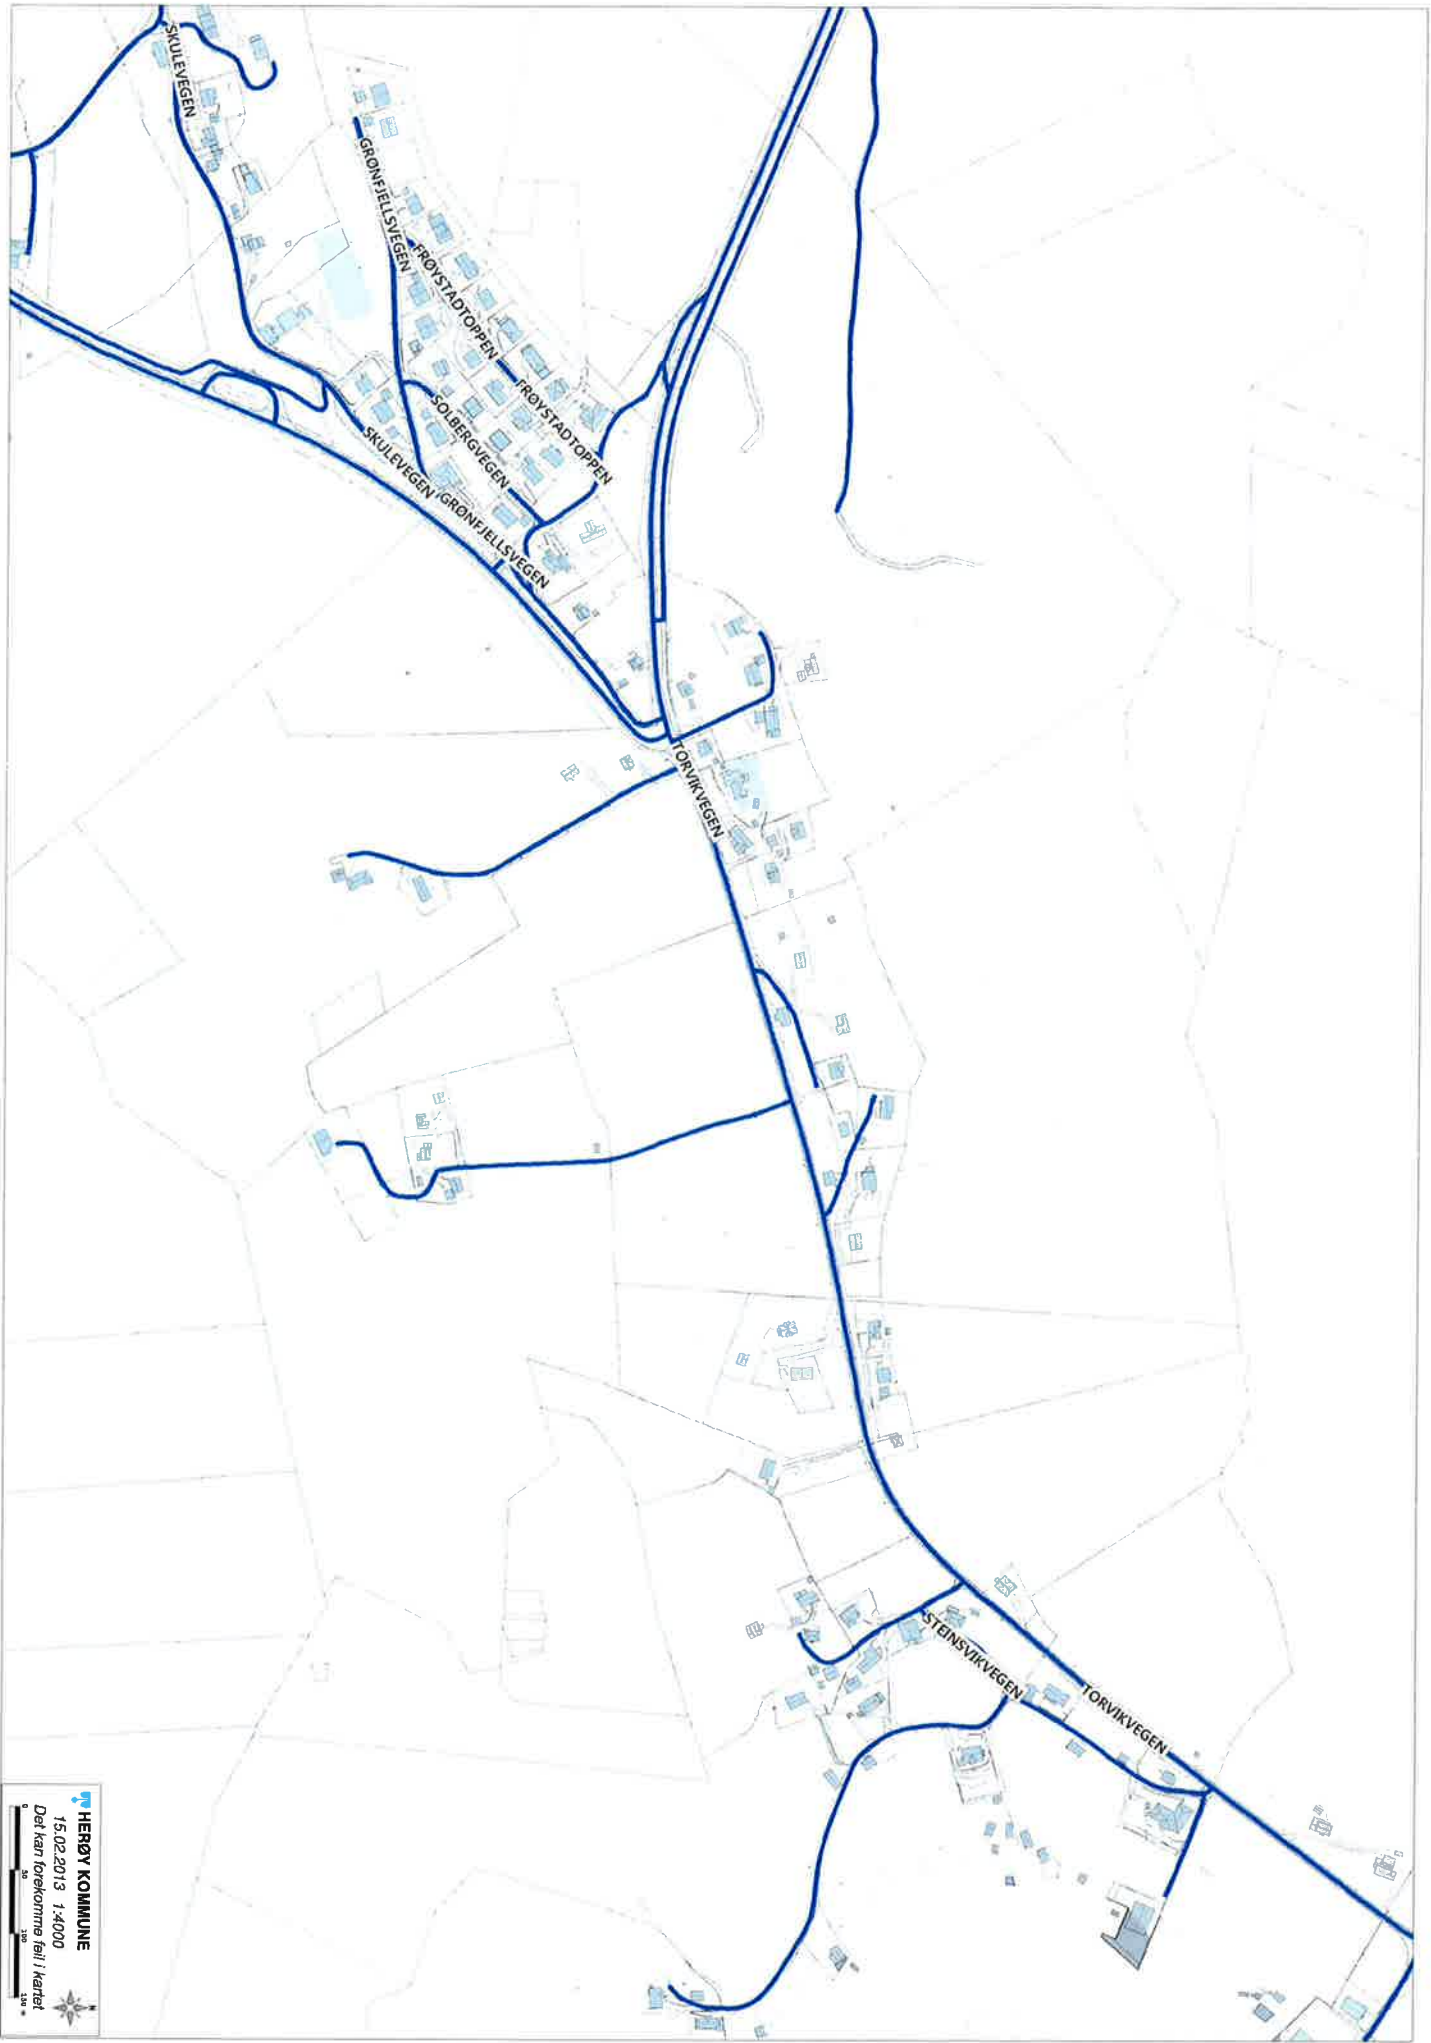 SKULEVEGEN
GRØNFJELLSVEGEN
FRØYSTADTOPPEN
FRØYSTADTOPPEN
SOLBERGVEGEN
SKULEVEGEN
GRØNFJELLSVEGEN
TORVIKVEGEN
STEINSVIKVEGEN
TORVIKVEGEN
HERØY KOMMUNE
15.02.2013 1:4000
Det kan forekomme feil i kartet
0 50 100 150 m
N